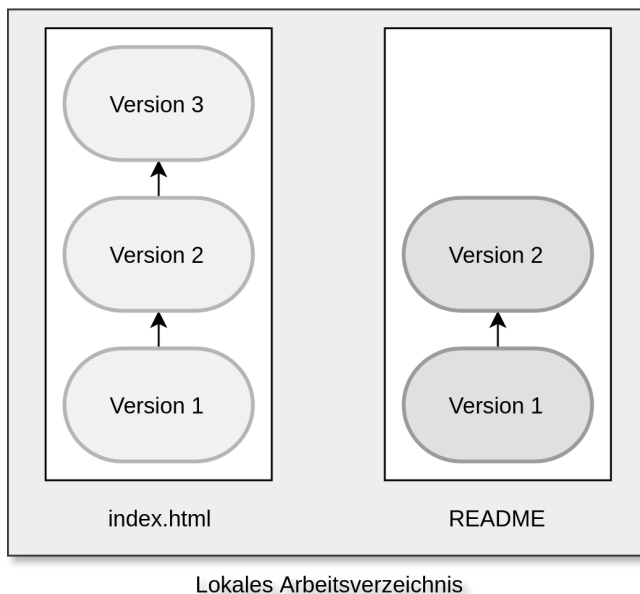 Version 3
Version 2
Version 1
index.html
Version 2
Version 1
README
Lokales Arbeitsverzeichnis